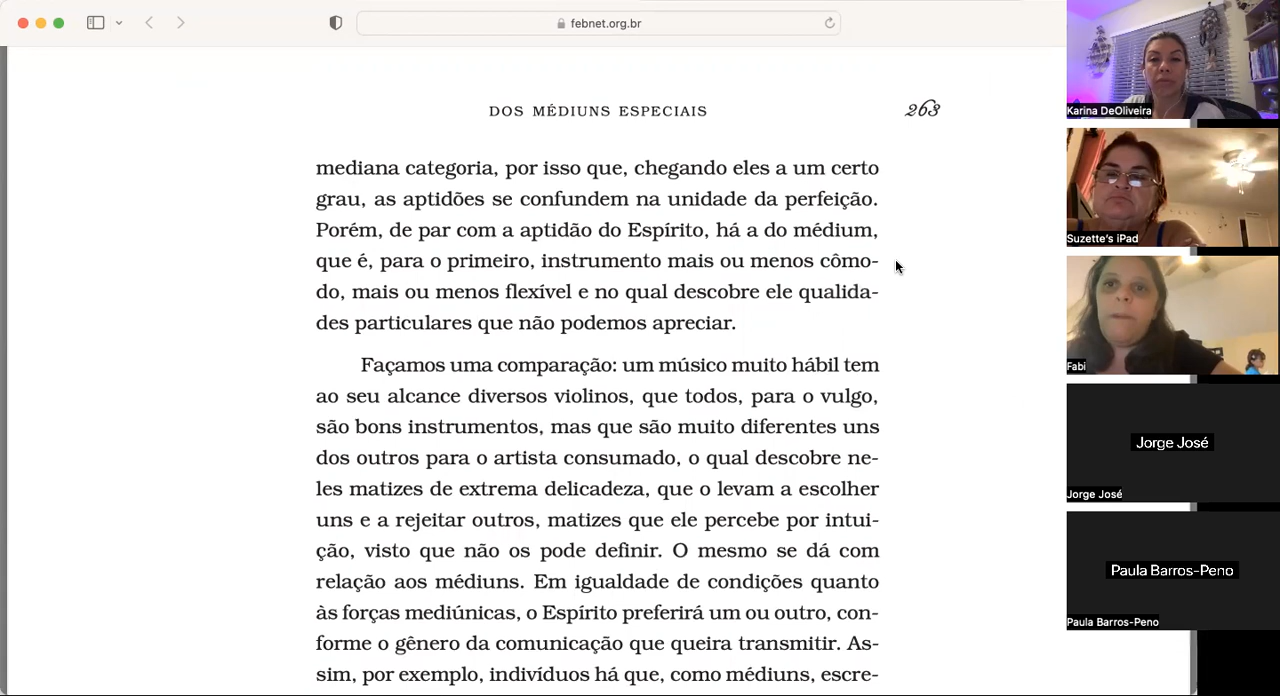 febnet.org.br
DOS MÉDIUNS ESPECIAIS
263
mediana categoria, por isso que, chegando eles a um certo
grau, as aptidões se confundem na unidade da perfeição.
Porém, de par com a aptidão do Espírito, há a do médium,
que é, para o primeiro, instrumento mais ou menos cômo-
do, mais ou menos flexível e no qual descobre ele qualida-
des particulares que não podemos apreciar.
Façamos uma comparação: um músico muito hábil tem
ao seu alcance diversos violinos, que todos, para o vulgo,
são bons instrumentos, mas que são muito diferentes uns
dos outros para o artista consumado, o qual descobre ne-
les matizes de extrema delicadeza, que o levam a escolher
uns e a rejeitar outros, matizes que ele percebe por intui-
ção, visto que não os pode definir. O mesmo se dá com
relação aos médiuns. Em igualdade de condições quanto
às forças mediúnicas, o Espírito preferirá um ou outro, con-
forme o gênero da comunicação que queira transmitir. As-
sim, por exemplo, indivíduos há que, como médiuns, escre-
Karina DeOliveira
Suzette's iPad
Fabi
Jorge José
Jorge José
Paula Barros-Peno
Paula Barros-Peno